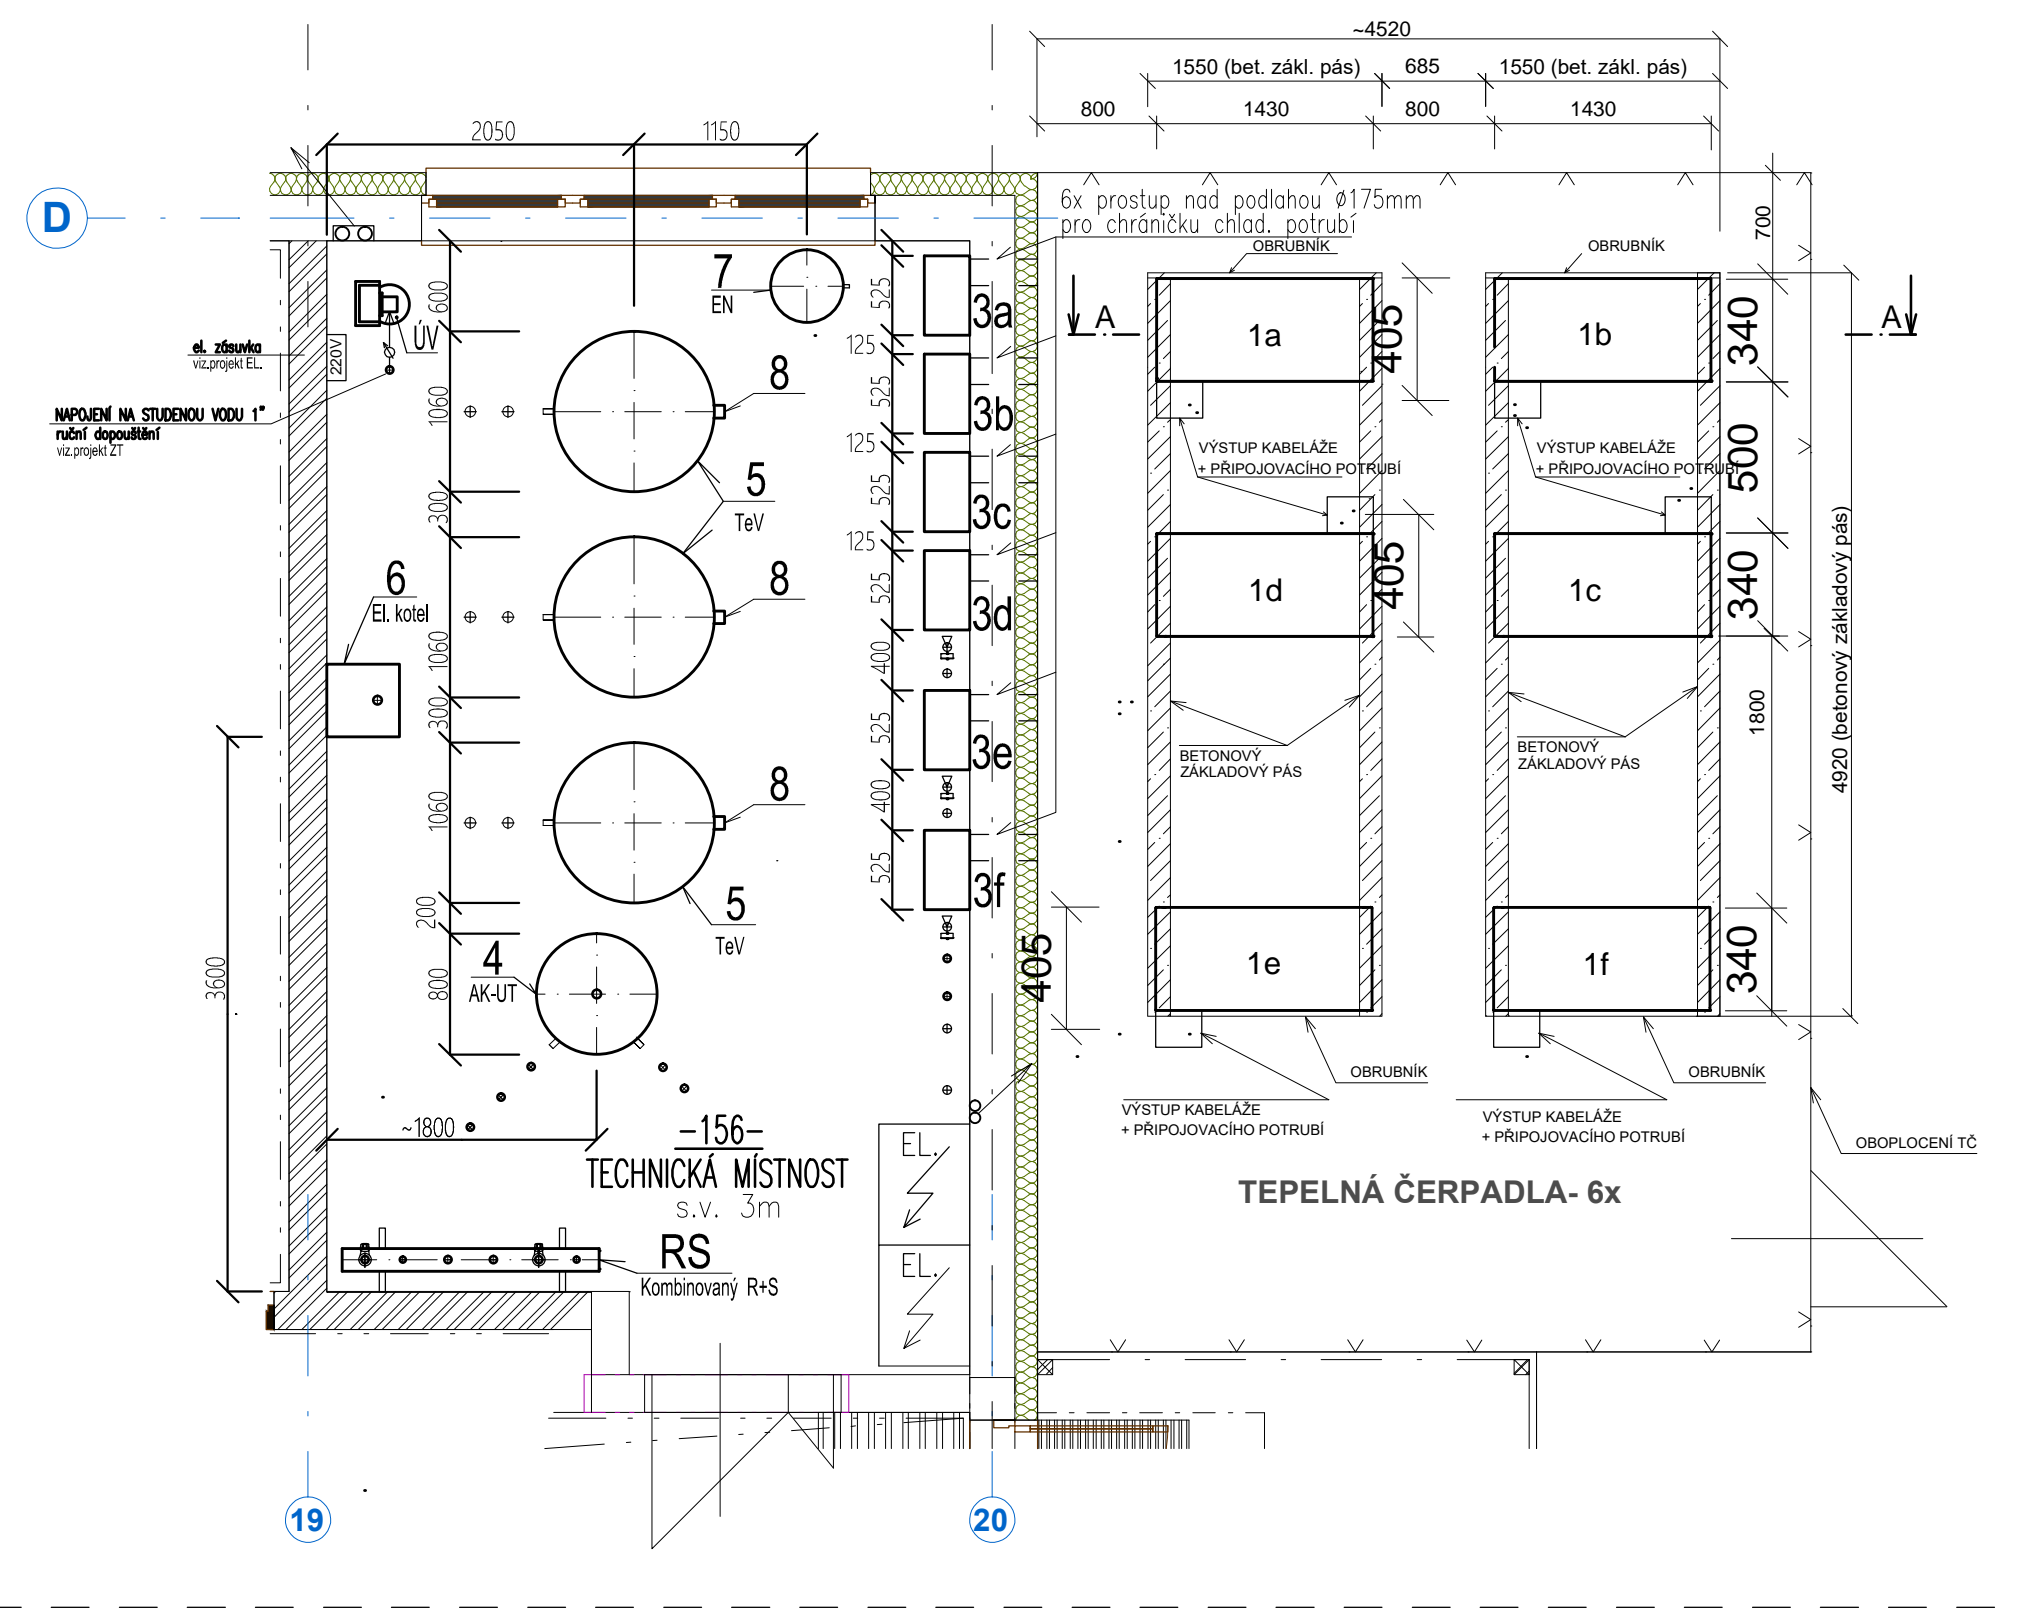 ~4520
1550 (bet. zákl. pás)
685
1550 (bet. zákl. pás)
800
1430
800
1430
2050
1150
D
6x prostup nad podlahou ø175mm
pro chráničku chlad. potrubí
700
OBRUBNÍK
OBRUBNÍK
7
EN
600
525
3a
A
1a
405
1b
340
A
ÚV
220V
el. zásuvka
viz.projekt EL.
125
8
1060
525
3b
NAPOJENÍ NA STUDENOU VODU 1"
ruční dopouštění
viz.projekt ZT
125
VÝSTUP KABELÁŽE
+ PŘIPOJOVACÍHO POTRUBÍ
VÝSTUP KABELÁŽE
+ PŘIPOJOVACÍHO POTRUBÍ
500
5
TeV
300
525
3c
125
6
El. kotel
8
525
3d
1d
405
1c
340
1060
400
4920 (betonový základový pás)
300
525
3e
1800
BETONOVÝ
ZÁKLADOVÝ PÁS
BETONOVÝ
ZÁKLADOVÝ PÁS
8
1060
400
525
3f
5
TeV
200
3600
4
AK-UT
800
405
1e
1f
340
OBRUBNÍK
OBRUBNÍK
VÝSTUP KABELÁŽE
+ PŘIPOJOVACÍHO POTRUBÍ
VÝSTUP KABELÁŽE
+ PŘIPOJOVACÍHO POTRUBÍ
OBOPLOCENÍ TČ
~1800
-156-
TECHNICKÁ MÍSTNOST
s.v. 3m
EL.
TEPELNÁ ČERPADLA- 6x
RS
Kombinovaný R+S
EL.
19
20